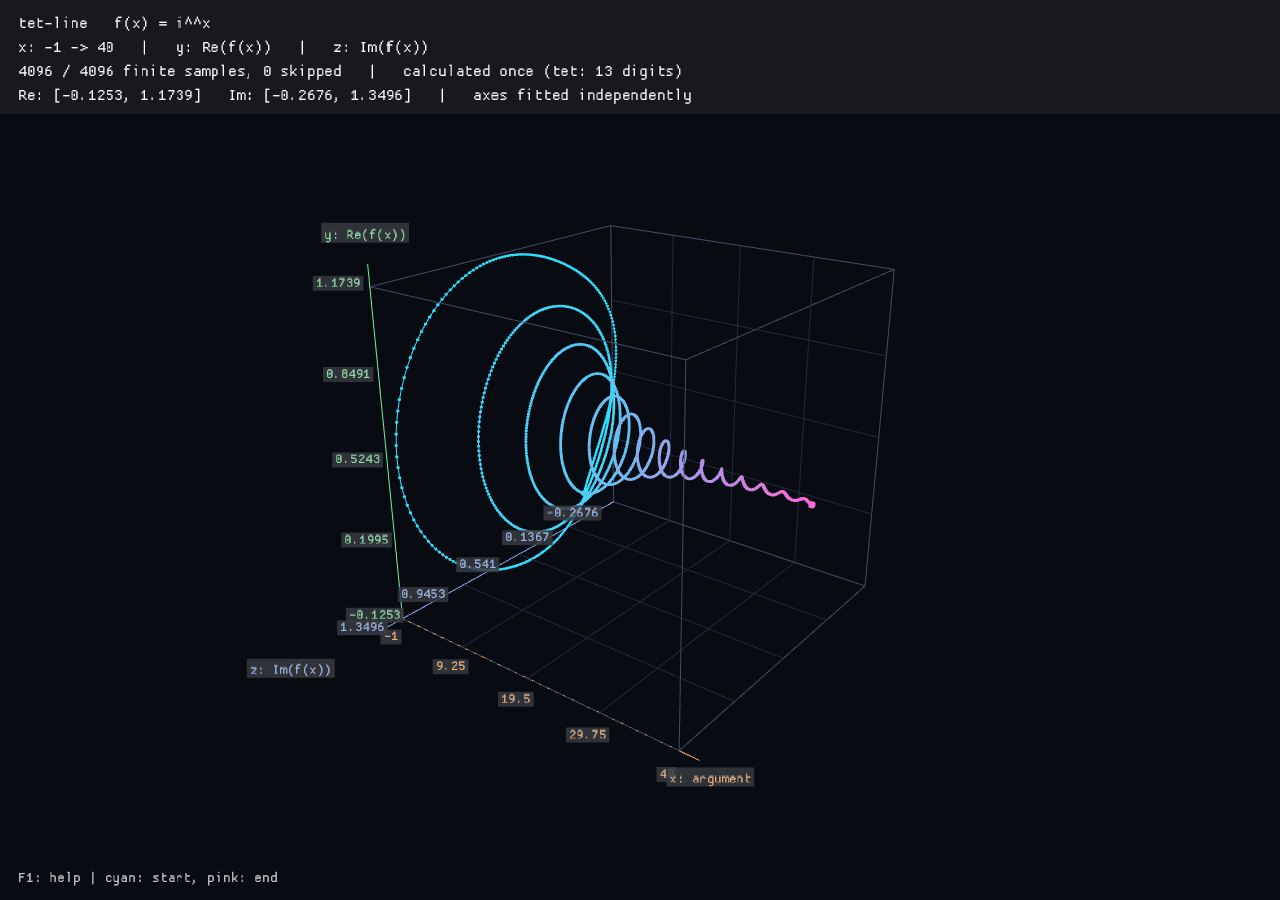 tet-line   f(x) = i^^x
x: -1 -> 40   |   y: Re(f(x))   |   z: Im(f(x))
4096 / 4096 finite samples, 0 skipped   |   calculated once (tet: 13 digits)
Re: [-0.1253, 1.1739]   Im: [-0.2676, 1.3496]   |   axes fitted independently
y: Re(f(x))
1.1739
0.8491
0.5243
-0.2676
0.1367
0.1995
0.541
0.9453
-0.1253
1.3496
-1
9.25
z: Im(f(x))
19.5
29.75
4
x: argument
F1: help | cyan: start, pink: end